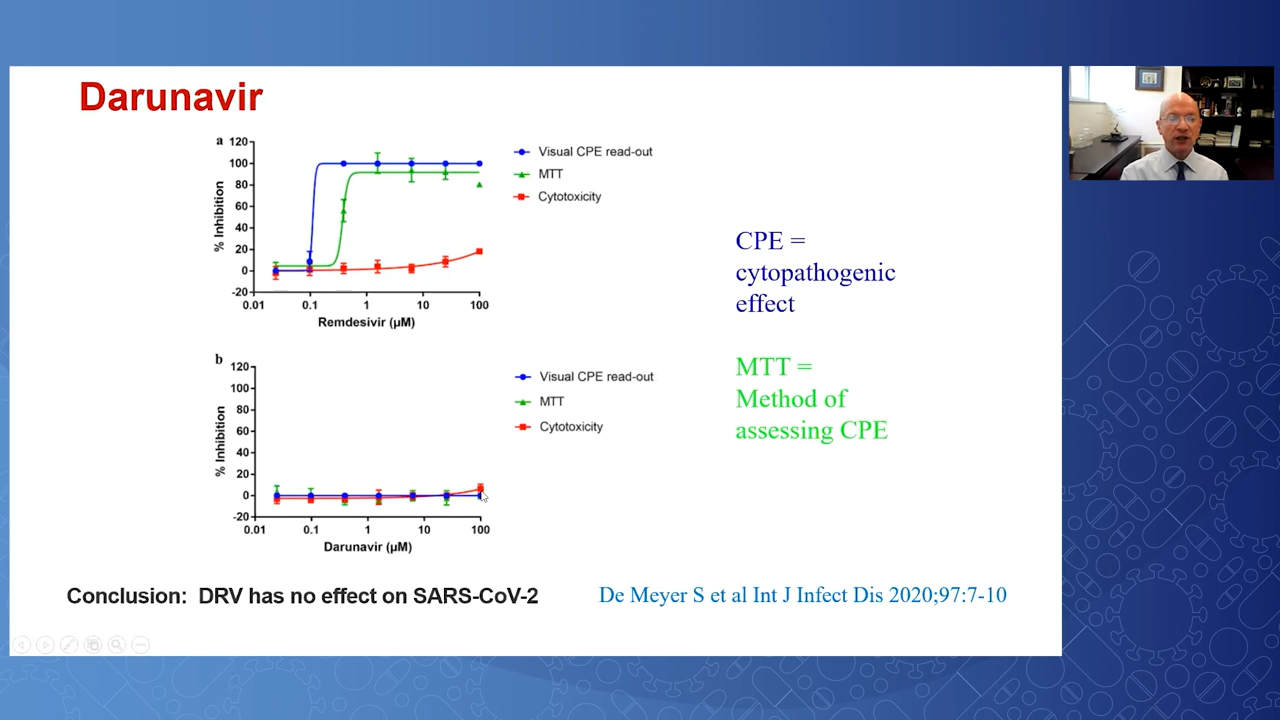 Darunavir
a
120
100
80
60
40
20
0
-20
% Inhibition
0.01 0.1 1 10 100
Remdesivir (µM)
Visual CPE read-out
MTT
Cytotoxicity
b
120
100
80
60
40
20
0
-20
% Inhibition
0.01 0.1 1 10 100
Darunavir (µM)
Visual CPE read-out
MTT
Cytotoxicity
CPE =
cytopathogenic
effect
MTT =
Method of
assessing CPE
Conclusion: DRV has no effect on SARS-CoV-2
De Meyer S et al Int J Infect Dis 2020;97:7-10